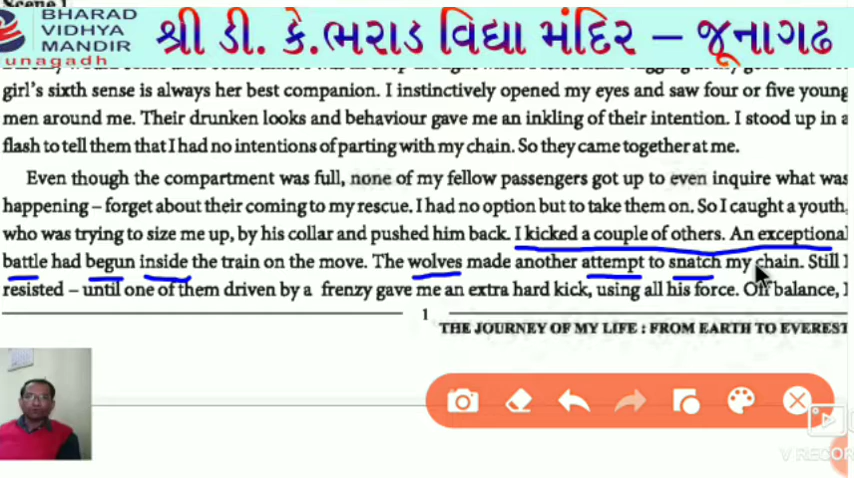 Scene 1
BHARAD
VIDHYA
MANDIR
unagadh
શ્રી ડી. કે.ભરાડ વિદ્યા મંદિર – જૂનાગઢ
girl's sixth sense is always her best companion. I instinctively opened my eyes and saw four or five young
men around me. Their drunken looks and behaviour gave me an inkling of their intention. I stood up in a
flash to tell them that I had no intentions of parting with my chain. So they came together at me.
Even though the compartment was full, none of my fellow passengers got up to even inquire what was
happening – forget about their coming to my rescue. I had no option but to take them on. So I caught a youth,
who was trying to size me up, by his collar and pushed him back. I kicked a couple of others. An exceptional
battle had begun inside the train on the move. The wolves made another attempt to snatch my chain. Still I
resisted – until one of them driven by a frenzy gave me an extra hard kick, using all his force. Off balance, I
1
THE JOURNEY OF MY LIFE : FROM EARTH TO EVEREST
V RECOR